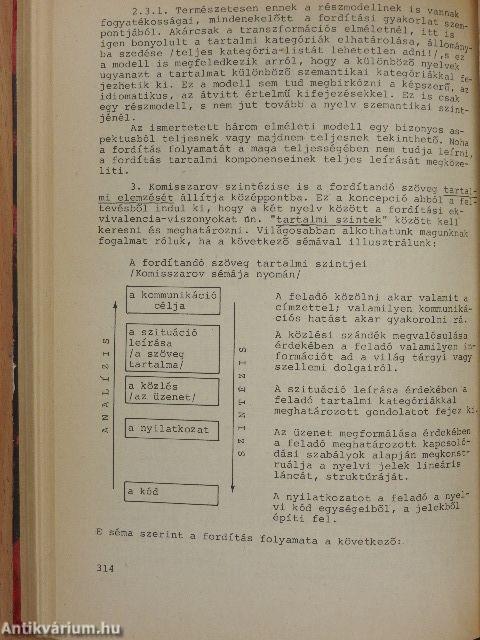 2.3.1. Természetesen ennek a részmodellnek is vannak
fogyatékosságai, mindenekelőtt a fordítási gyakorlat szem-
pontjából. Akárcsak a transzformációs elméletnél, itt is
igen bonyolult a tartalmi kategóriák elhatárolása, állomány-
ba szedése /teljes kategória-listát lehetetlen adni!/, s ez
a modell is megfeledkezik arról, hogy a különböző nyelvek
ugyanazt a tartalmat különböző szemantikai kategóriákkal fe-
jezhetik ki. Ez a modell sem tud megbirkózni a képszerű, az
idiomatikus, az átvitt értelmű kifejezésekkel. Ez is csak
egy részmodell, s nem jut tovább a nyelv szemantikai szint-
jénél.
Az ismertetett három elméleti modell egy bizonyos as-
pektusból teljesnek vagy majdnem teljesnek tekinthető. Noha
a fordítás folyamatát a maga teljességében nem tudja leírni,
a fordítás tartalmi komponenseinek teljes leírását megköze-
líti.
3. Komisszarov szintézise is a fordítandó szöveg tartal-
mi elemzését állítja középpontba. Ez a koncepció abból a fel-
tevésből indul ki, hogy a két nyelv között a fordítási ek-
vivalencia-viszonyokat ún. "tartalmi szintek" között kell
keresni és meghatározni. Világosabban alkothatunk magunknak
fogalmat róluk, ha a következő sémával illusztrálunk:
A fordítandó szöveg tartalmi szintjei
/Komisszarov sémája nyomán/
ANALÍZIS
a kommunikáció
célja
a szituáció
leírása
/a szöveg
tartalma/
a közlés
/az üzenet/
a nyilatkozat
a kód
SZINTÉZIS
A feladó közölni akar valamit a
címzettel; valamilyen kommuniká-
ciós hatást akar gyakorolni rá.
A közlési szándék megvalósulása
érdekében a feladó valamilyen in-
formációt ad a világ tárgyi vagy
szellemi dolgairól.
A szituáció leírása érdekében a
feladó tartalmi kategóriákkal
meghatározott gondolatot fejez ki.
Az üzenet megformálása érdekében
a feladó meghatározott kapcsoló-
dási szabályok alapján megkonst-
ruálja a nyelvi jelek lineáris
láncát, struktúráját.
A nyilatkozatot a feladó a nyel-
vi kód egységeiből, a jelekből
építi fel.
E séma szerint a fordítás folyamata a következő:
314
Antikvárium.hu